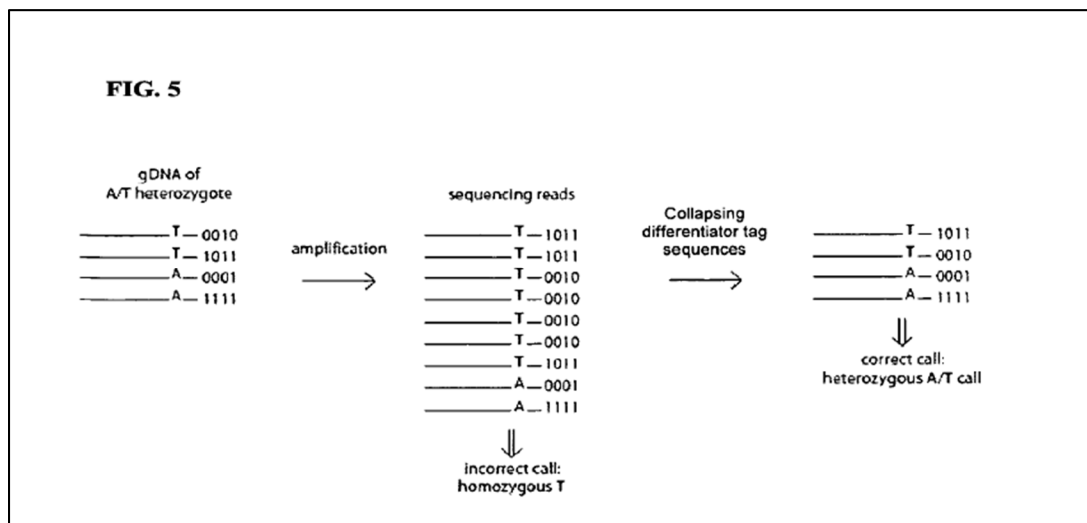 FIG. 5
gDNA of
A/T heterozygote
T—0010
T—1011
A—0001
A—1111
amplification
sequencing reads
T—1011
T—1011
T—0010
T—0010
T—0010
T—0010
T—1011
A—0001
A—1111
incorrect call:
homozygous T
Collapsing
differentiator tag
sequences
T—1011
T—0010
A—0001
A—1111
correct call:
heterozygous A/T call